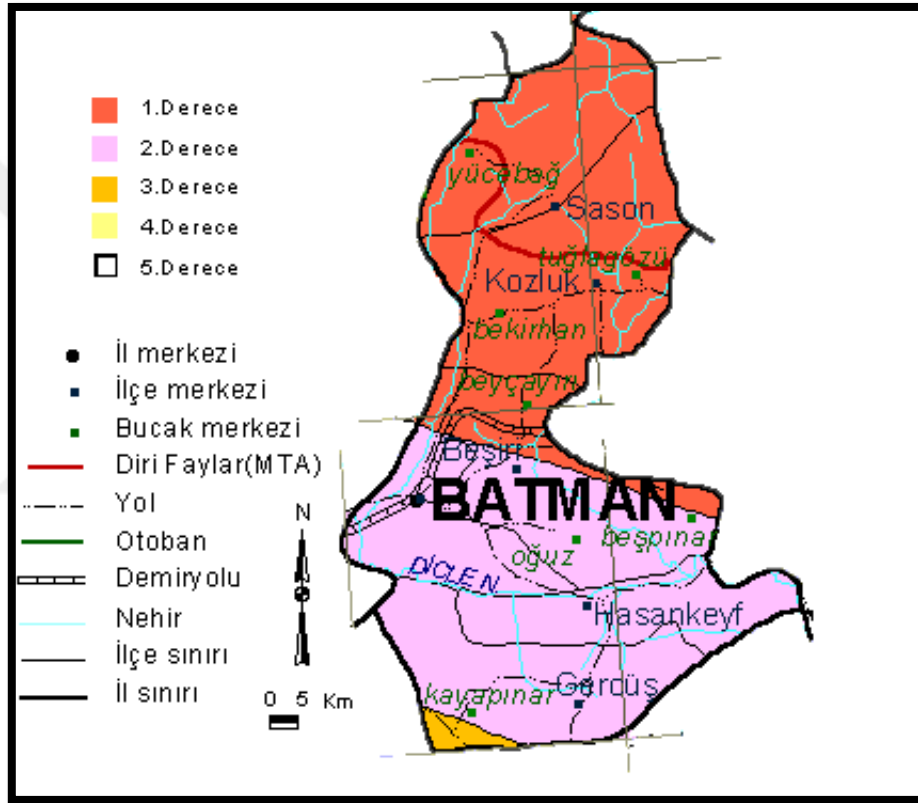 1.Derece
2.Derece
3.Derece
4.Derece
5.Derece
İl merkezi
İlçe merkezi
Bucak merkezi
Diri Faylar(MTA)
Yol
Otoban
Demiryolu
Nehir
İlçe sınırı
İl sınırı
N
0 5 Km
yücebağ
Sason
tuğlagözü
Kozluk
bekirhan
beyçayırı
Beşiri
BATMAN
beşpınar
oğuz
DİCLE N.
Hasankeyf
Gercüş
kayapınar